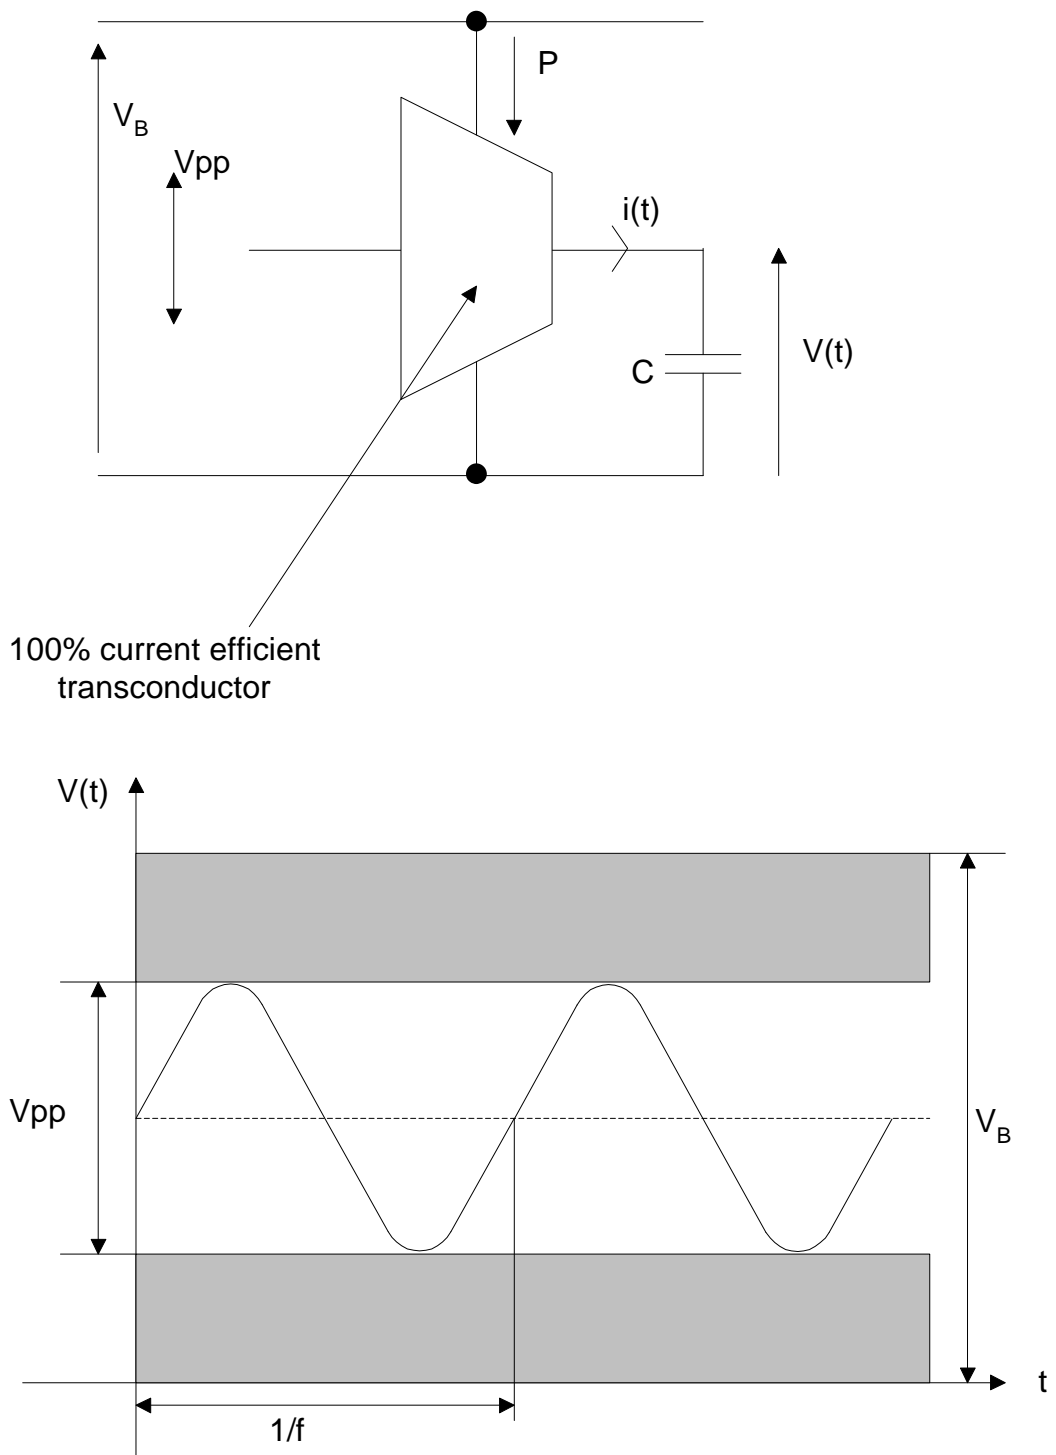 P
V_B
Vpp
i(t)
C
V(t)
100% current efficient
transconductor
V(t)
Vpp
V_B
t
1/f